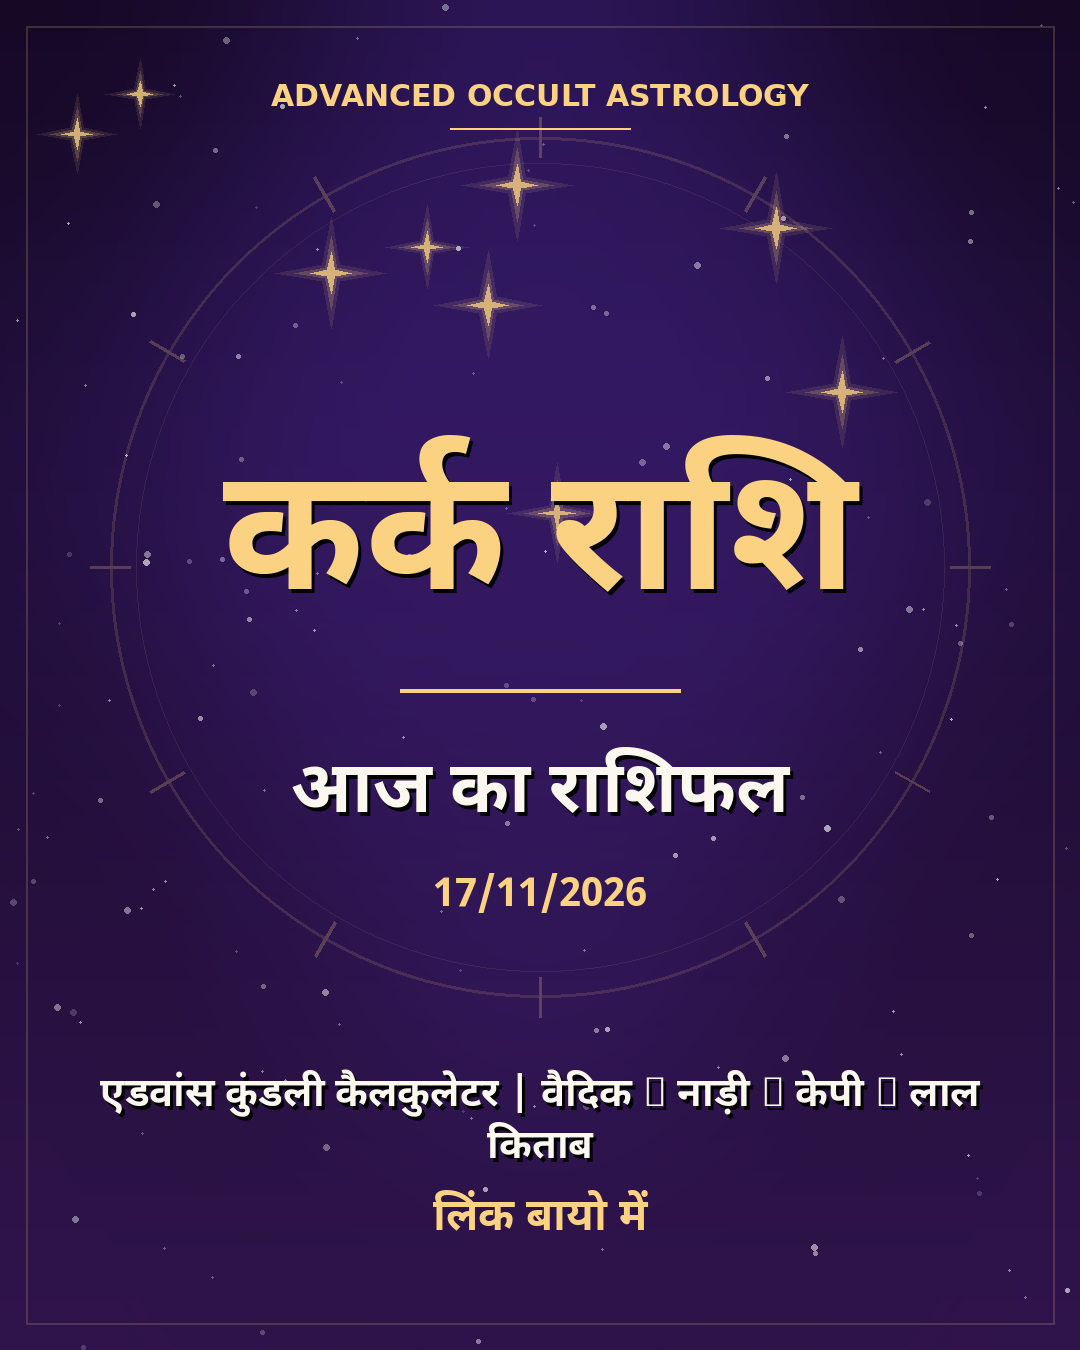 ADVANCED OCCULT ASTROLOGY
कर्क राशि
आज का राशिफल
17/11/2026
एडवांस कुंडली कैलकुलेटर | वैदिक ▯ नाड़ी ▯ केपी ▯ लाल
किताब
लिंक बायो में